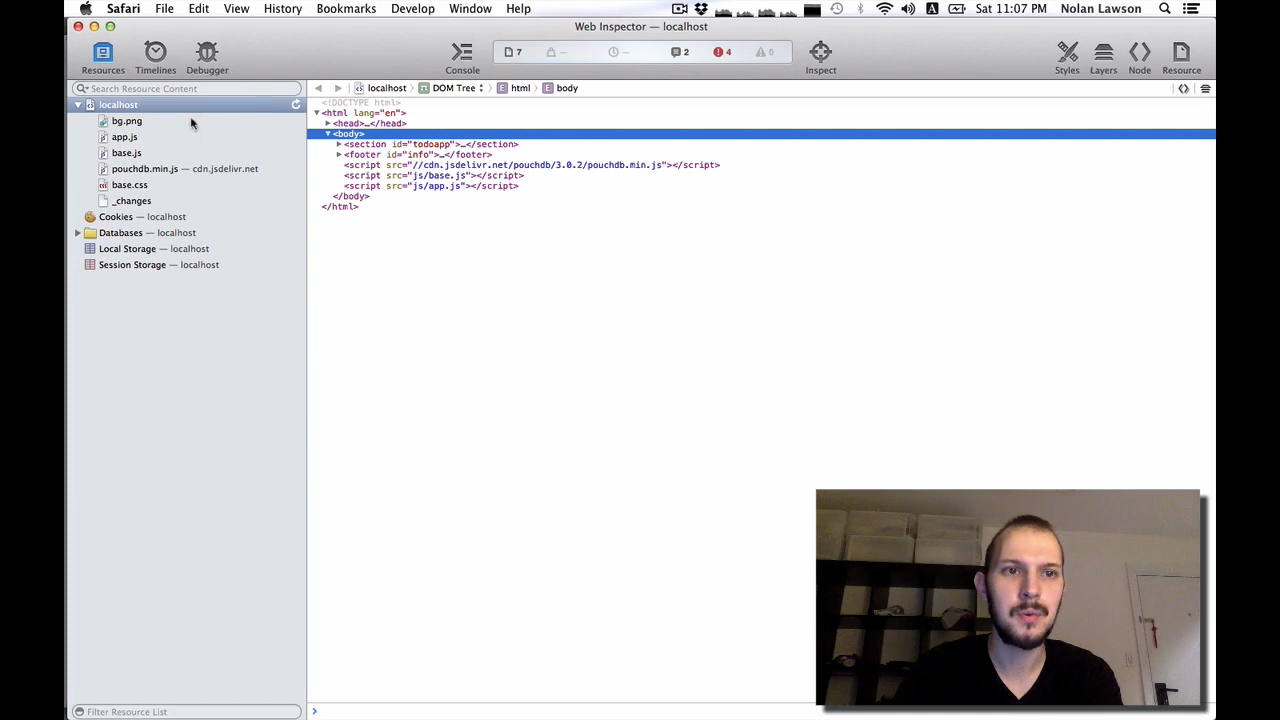 Safari File Edit View History Bookmarks Develop Window Help A Sat 11:07 PM Nolan Lawson
Web Inspector — localhost
7 — — 2 4 0
Resources Timelines Debugger Console Inspect Styles Layers Node Resource
Search Resource Content
localhost DOM Tree E html E body
localhost
bg.png
app.js
base.js
pouchdb.min.js — cdn.jsdelivr.net
base.css
_changes
Cookies — localhost
Databases — localhost
Local Storage — localhost
Session Storage — localhost
<!DOCTYPE html>
<html lang="en">
<head>…</head>
<body>
<section id="todoapp">…</section>
<footer id="info">…</footer>
<script src="//cdn.jsdelivr.net/pouchdb/3.0.2/pouchdb.min.js"></script>
<script src="js/base.js"></script>
<script src="js/app.js"></script>
</body>
</html>
Filter Resource List